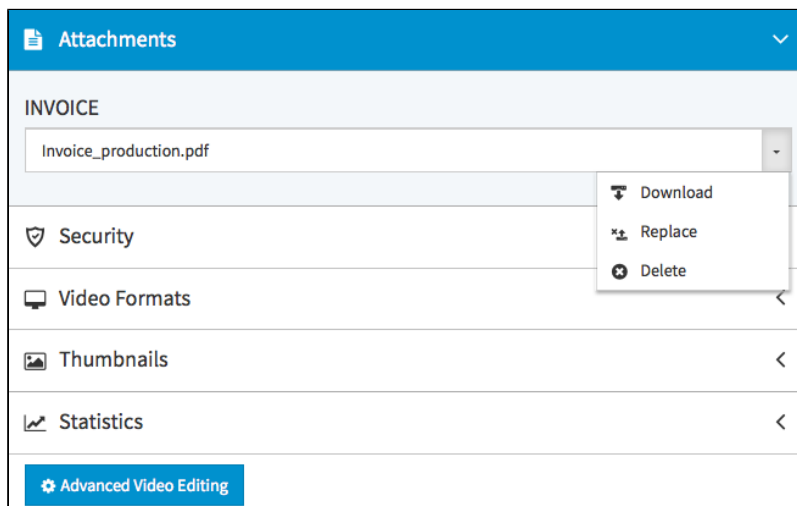 Attachments
INVOICE
Invoice_production.pdf
Download
Security
Replace
Delete
Video Formats
Thumbnails
Statistics
Advanced Video Editing